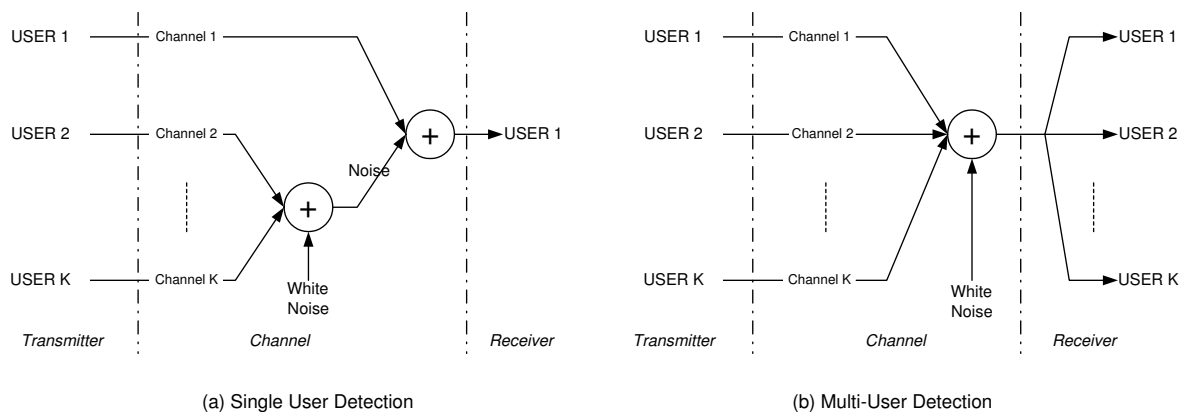 USER 1
Channel 1
USER 2
Channel 2
USER 1
Noise
+
+
USER K
Channel K
White
Noise
Transmitter
Channel
Receiver
(a) Single User Detection
USER 1
Channel 1
USER 1
USER 2
Channel 2
+
USER 2
USER K
Channel K
USER K
White
Noise
Transmitter
Channel
Receiver
(b) Multi-User Detection